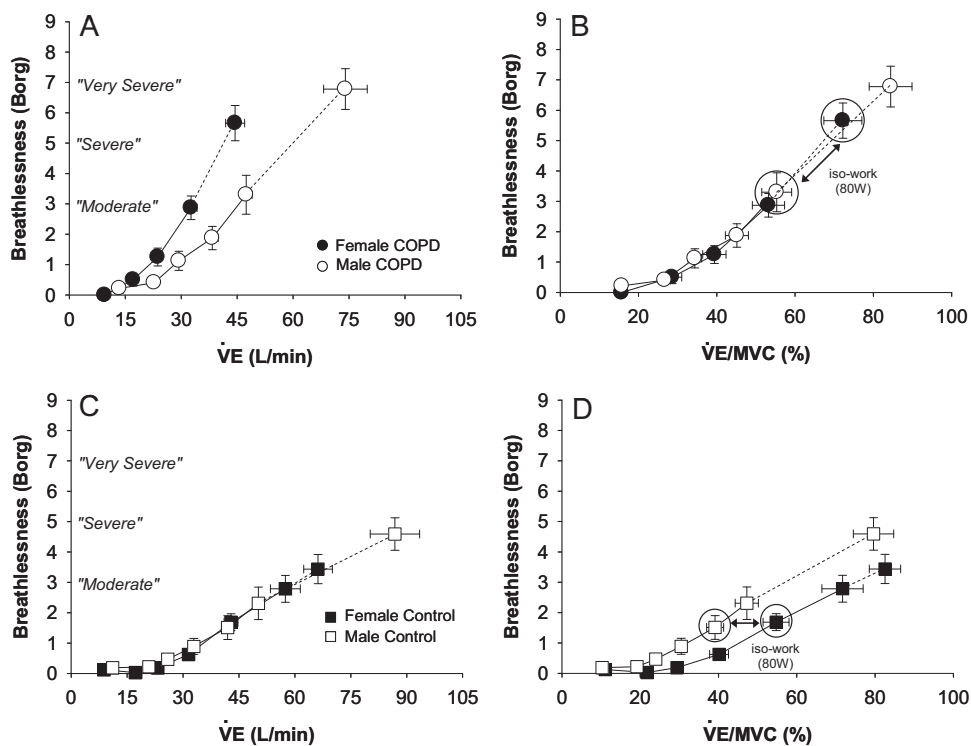 A
9
8
7
6
5
4
3
2
1
0
Breathlessness (Borg)
"Very Severe"
"Severe"
"Moderate"
Female COPD
Male COPD
0 15 30 45 60 75 90 105
V̇E (L/min)
B
9
8
7
6
5
4
3
2
1
0
Breathlessness (Borg)
iso-work
(80W)
0 20 40 60 80 100
V̇E/MVC (%)
C
9
8
7
6
5
4
3
2
1
0
Breathlessness (Borg)
"Very Severe"
"Severe"
"Moderate"
Female Control
Male Control
0 15 30 45 60 75 90 105
V̇E (L/min)
D
9
8
7
6
5
4
3
2
1
0
Breathlessness (Borg)
iso-work
(80W)
0 20 40 60 80 100
V̇E/MVC (%)